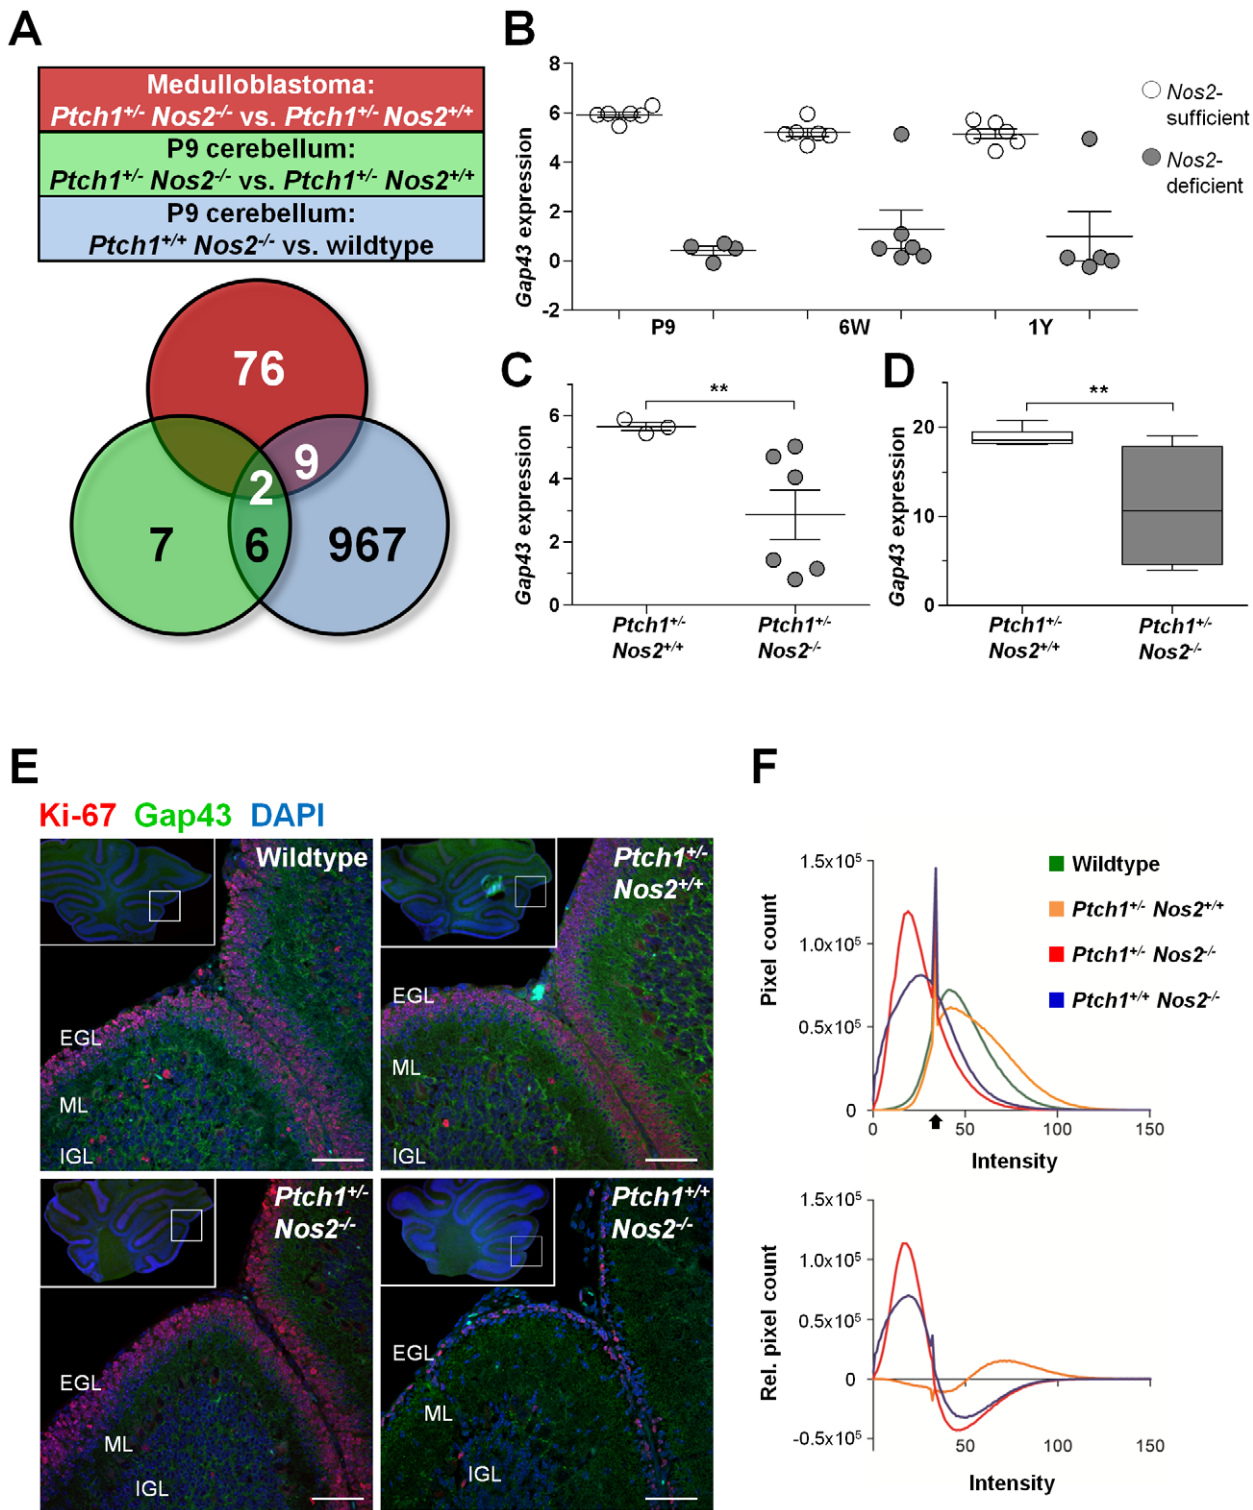 A
Medulloblastoma:
Ptch1+/- Nos2-/- vs. Ptch1+/- Nos2+/+
P9 cerebellum:
Ptch1+/- Nos2-/- vs. Ptch1+/- Nos2+/+
P9 cerebellum:
Ptch1+/+ Nos2-/- vs. wildtype
76
9
2
7
6
967
B
Gap43 expression
8
6
4
2
0
-2
P9
6W
1Y
Nos2-
sufficient
Nos2-
deficient
C
Gap43 expression
6
4
2
0
**
Ptch1+/-
Nos2+/+
Ptch1+/-
Nos2-/-
D
Gap43 expression
20
10
0
**
Ptch1+/-
Nos2+/+
Ptch1+/-
Nos2-/-
E
Ki-67 Gap43 DAPI
Wildtype
EGL
ML
IGL
Ptch1+/-
Nos2+/+
EGL
ML
IGL
Ptch1+/-
Nos2-/-
EGL
ML
IGL
Ptch1+/+
Nos2-/-
EGL
ML
IGL
F
Pixel count
1.5x10⁵
1.0x10⁵
0.5x10⁵
0
0
50
100
150
Intensity
Wildtype
Ptch1+/- Nos2+/+
Ptch1+/- Nos2-/-
Ptch1+/+ Nos2-/-
Rel. pixel count
1.5x10⁵
1.0x10⁵
0.5x10⁵
0
-0.5x10⁵
50
100
150
Intensity